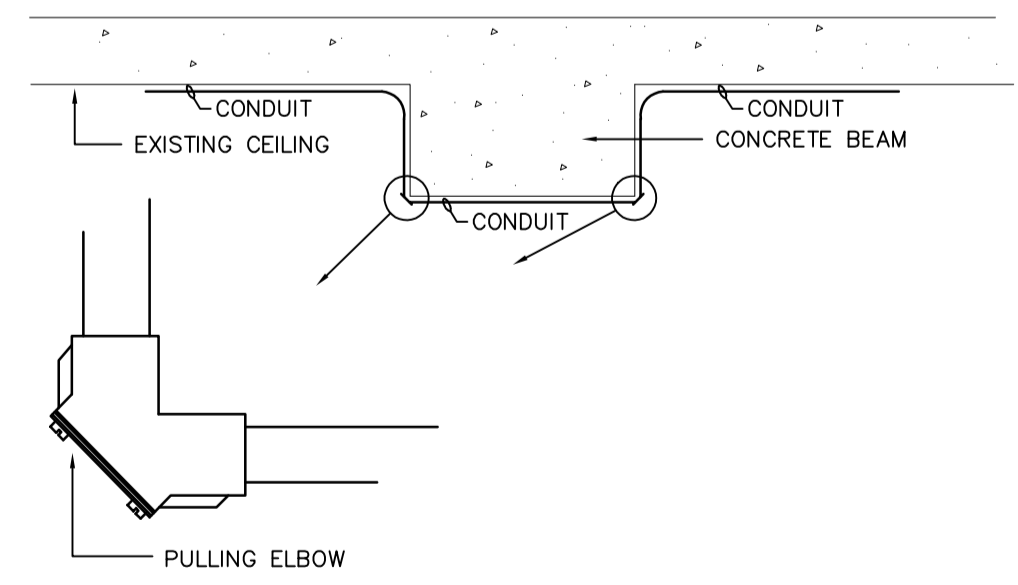 CONDUIT
CONDUIT
EXISTING CEILING
CONCRETE BEAM
CONDUIT
PULLING ELBOW